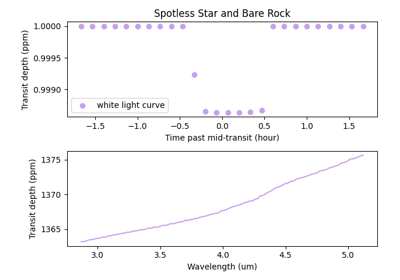 Spotless Star and Bare Rock
Transit depth (ppm)
1.0000
0.9995
0.9990
white light curve
−1.5 −1.0 −0.5 0.0 0.5 1.0 1.5
Time past mid-transit (hour)
Transit depth (ppm)
1375
1370
1365
3.0 3.5 4.0 4.5 5.0
Wavelength (um)